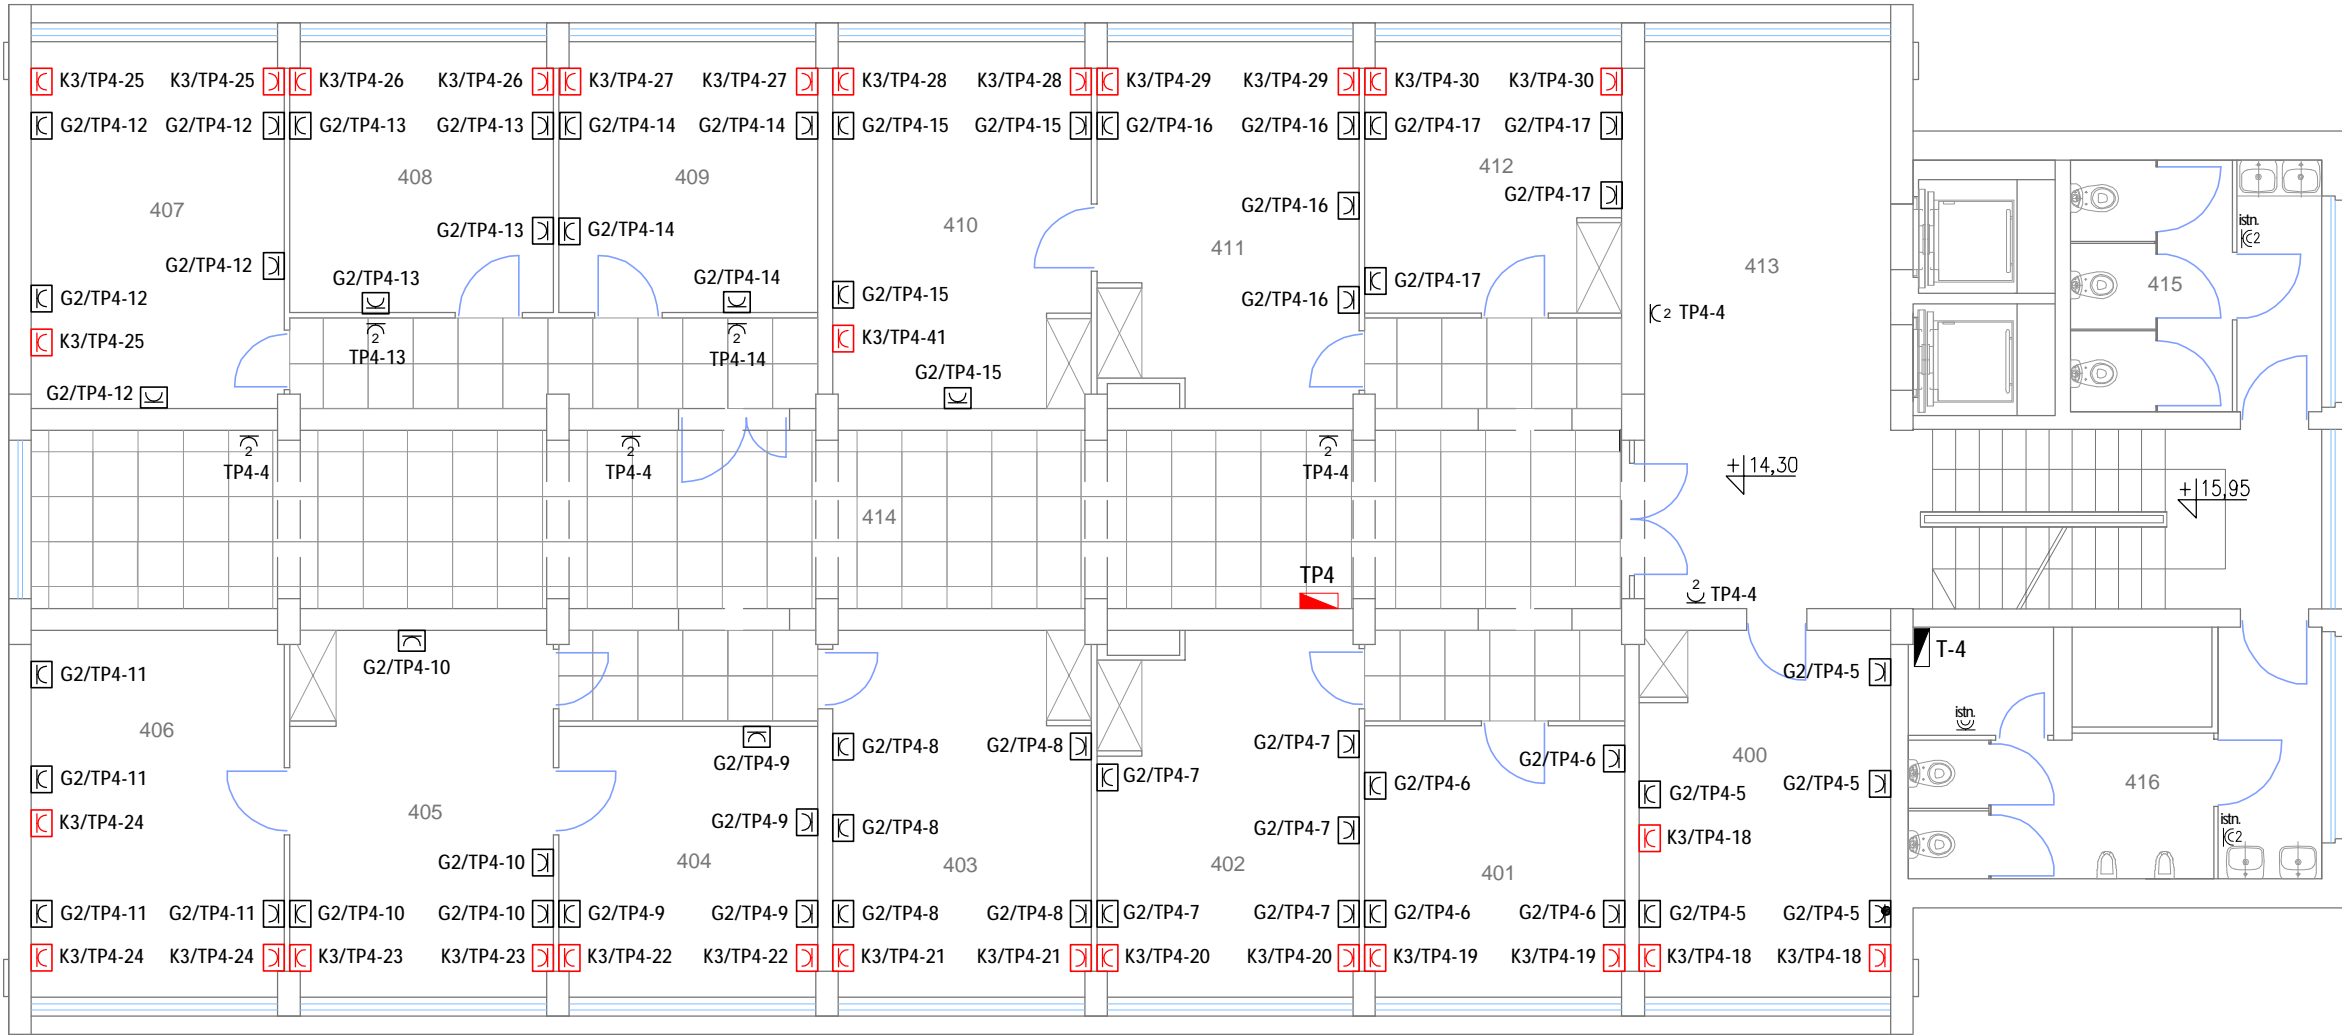 K3/TP4-25 K3/TP4-25 K3/TP4-26 K3/TP4-26 K3/TP4-27 K3/TP4-27 K3/TP4-28 K3/TP4-28 K3/TP4-29 K3/TP4-29 K3/TP4-30 K3/TP4-30
G2/TP4-12 G2/TP4-12 G2/TP4-13 G2/TP4-13 G2/TP4-14 G2/TP4-14 G2/TP4-15 G2/TP4-15 G2/TP4-16 G2/TP4-16 G2/TP4-17 G2/TP4-17
408 409 412
G2/TP4-17
407 G2/TP4-16
410 istn.
G2/TP4-13 G2/TP4-14 2
411
G2/TP4-12 413
G2/TP4-13 G2/TP4-14 G2/TP4-17 415
G2/TP4-12 G2/TP4-15 G2/TP4-16
2 TP4-4
2 2
K3/TP4-25 K3/TP4-41
TP4-13 TP4-14
G2/TP4-15
G2/TP4-12
2 2 2
TP4-4 TP4-4 TP4-4 +14,30
+15,95
414
TP4
2 TP4-4
T-4
G2/TP4-11 G2/TP4-10 G2/TP4-5
istn.
406
G2/TP4-8 G2/TP4-8 G2/TP4-7 G2/TP4-6 400
G2/TP4-9
G2/TP4-11 G2/TP4-7 G2/TP4-6 G2/TP4-5 416
G2/TP4-5
405
K3/TP4-24 G2/TP4-9 G2/TP4-8 G2/TP4-7 istn.
K3/TP4-18 2
G2/TP4-10 404 403 402 401
G2/TP4-11 G2/TP4-11 G2/TP4-10 G2/TP4-10 G2/TP4-9 G2/TP4-9 G2/TP4-8 G2/TP4-8 G2/TP4-7 G2/TP4-7 G2/TP4-6 G2/TP4-6 G2/TP4-5 G2/TP4-5
K3/TP4-24 K3/TP4-24 K3/TP4-23 K3/TP4-23 K3/TP4-22 K3/TP4-22 K3/TP4-21 K3/TP4-21 K3/TP4-20 K3/TP4-20 K3/TP4-19 K3/TP4-19 K3/TP4-18 K3/TP4-18